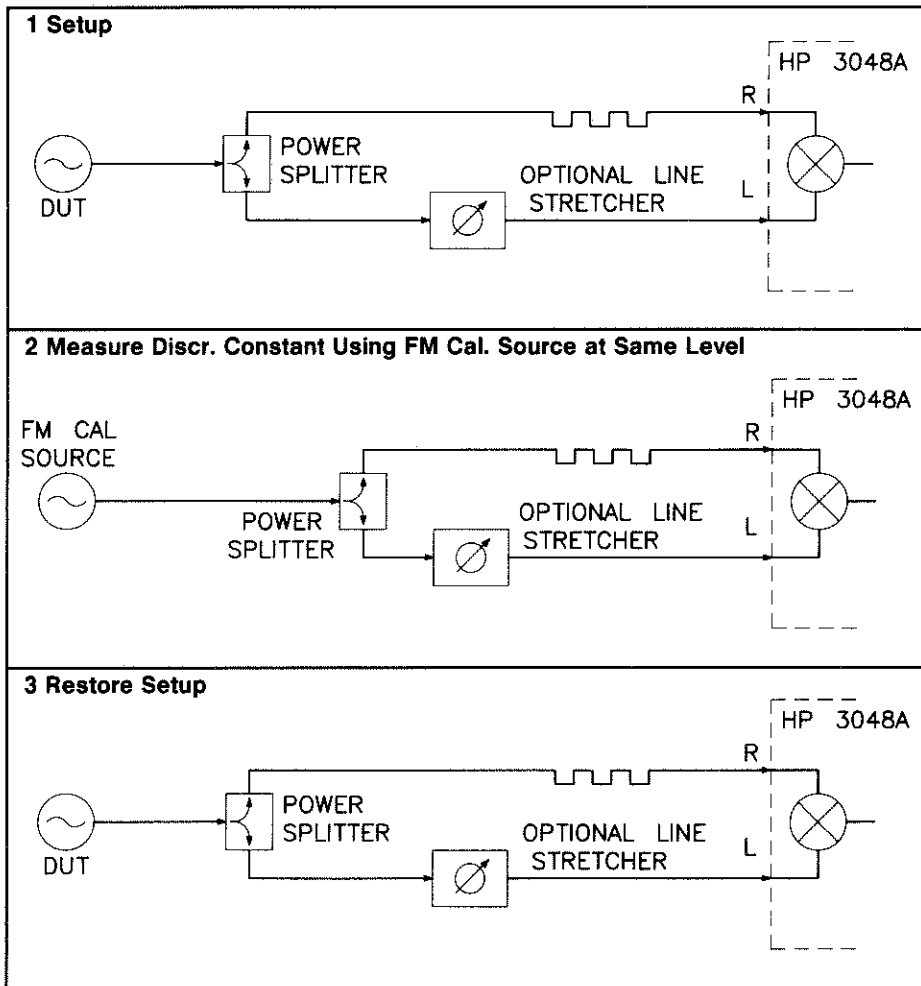 1 Setup
HP 3048A
R
POWER
SPLITTER
OPTIONAL LINE
STRETCHER
L
DUT
2 Measure Discr. Constant Using FM Cal. Source at Same Level
HP 3048A
FM CAL
SOURCE
R
POWER
SPLITTER
OPTIONAL LINE
STRETCHER
L
3 Restore Setup
HP 3048A
R
POWER
SPLITTER
OPTIONAL LINE
STRETCHER
L
DUT